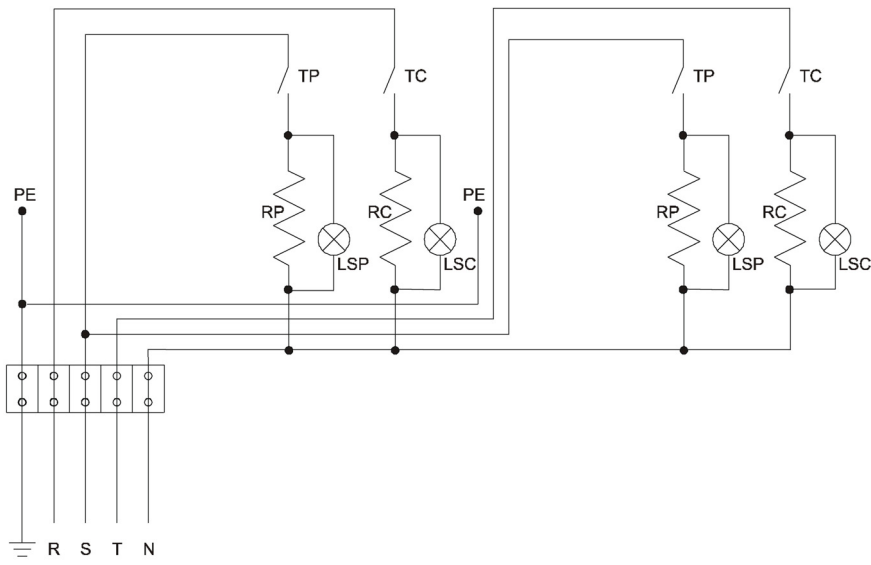 TP TC TP TC
PE RP RC PE RP RC
LSP LSC LSP LSC
R S T N